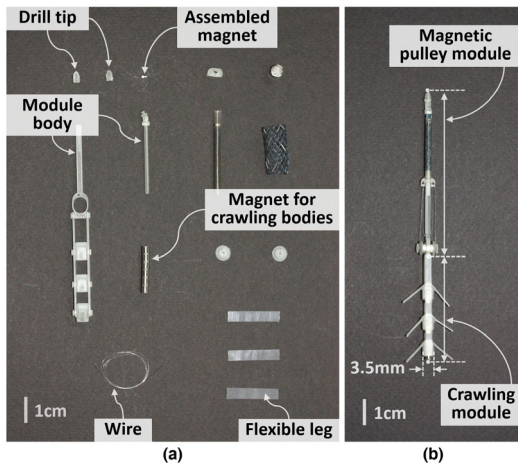 Drill tip
Assembled
magnet
Module
body
Magnet for
crawling bodies
1cm
Wire
Flexible leg
(a)
Magnetic
pulley module
3.5mm
1cm
Crawling
module
(b)